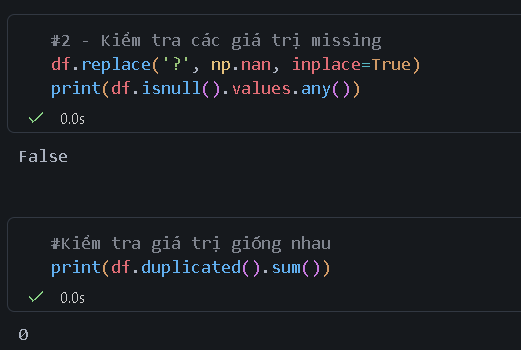 #2 - Kiểm tra các giá trị missing
df.replace('?', np.nan, inplace=True)
print(df.isnull().values.any())
0.0s
False
#Kiểm tra giá trị giống nhau
print(df.duplicated().sum())
0.0s
0